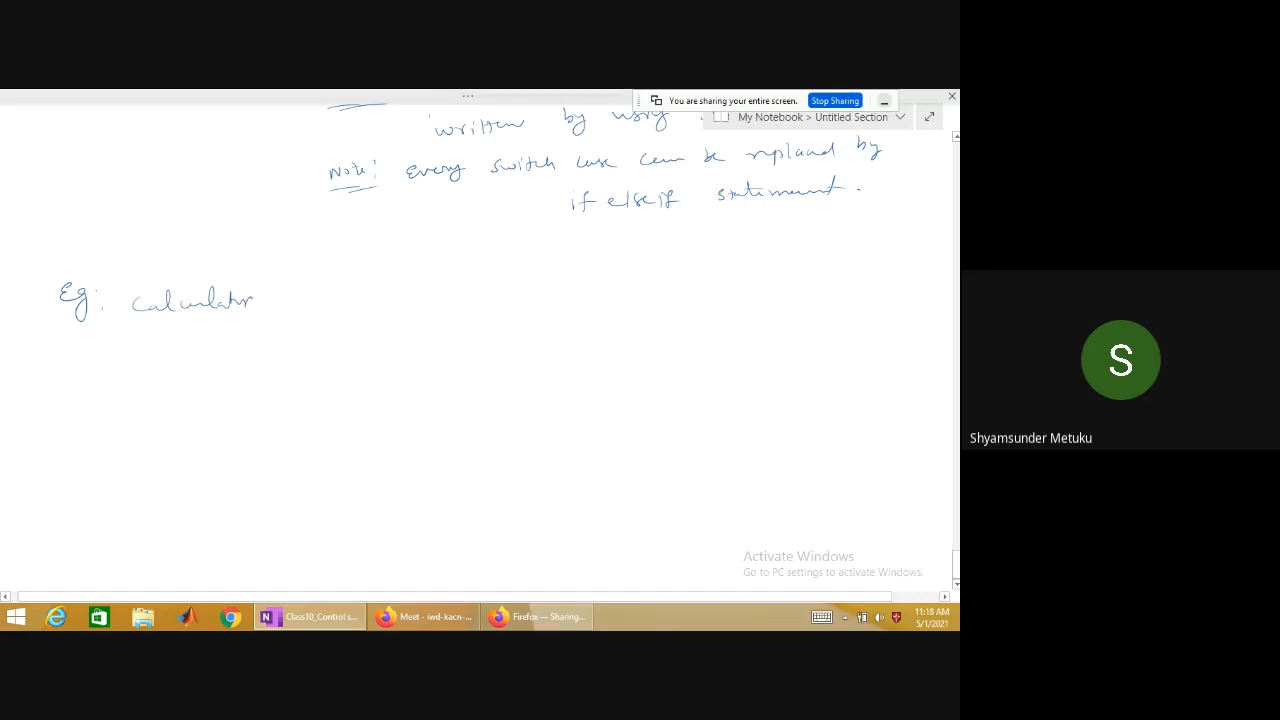 You are sharing your entire screen. Stop Sharing
My Notebook > Untitled Section
written by using
Note: Every switch case can be replaced by
if else if statement.
Eg: calculator
S
Shyamsunder Metuku
Activate Windows
Go to PC settings to activate Windows.
Class10_Control s...
Meet - iwd-kacn-...
Firefox — Sharing...
11:18 AM
5/1/2021